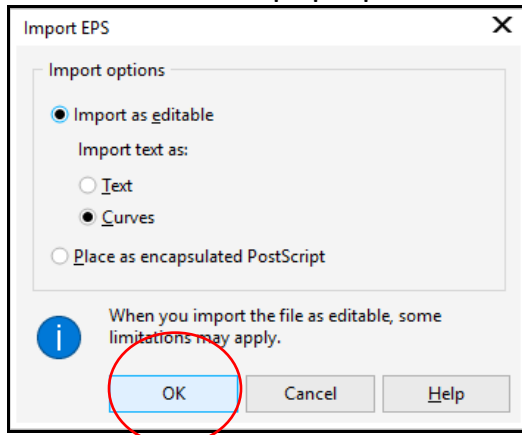 Import EPS
Import options
Import as editable
Import text as:
Text
Curves
Place as encapsulated PostScript
When you import the file as editable, some
limitations may apply.
OK Cancel Help